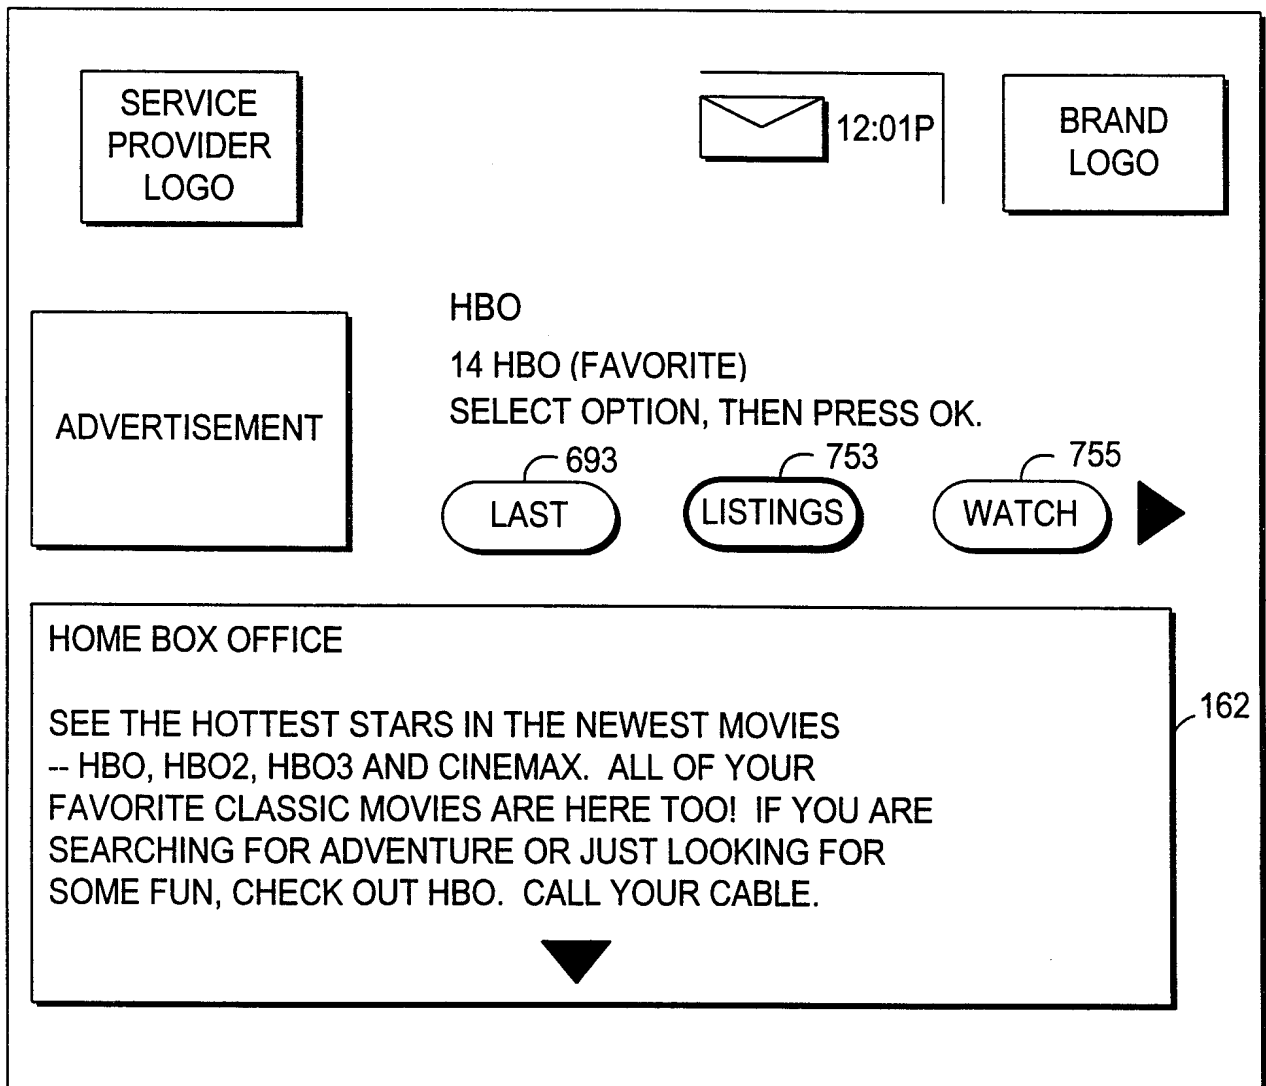 SERVICE
PROVIDER
LOGO
12:01P
BRAND
LOGO
ADVERTISEMENT
HBO
14 HBO (FAVORITE)
SELECT OPTION, THEN PRESS OK.
693
753
755
LAST
LISTINGS
WATCH
HOME BOX OFFICE
SEE THE HOTTEST STARS IN THE NEWEST MOVIES
-- HBO, HBO2, HBO3 AND CINEMAX. ALL OF YOUR
FAVORITE CLASSIC MOVIES ARE HERE TOO! IF YOU ARE
SEARCHING FOR ADVENTURE OR JUST LOOKING FOR
SOME FUN, CHECK OUT HBO. CALL YOUR CABLE.
162